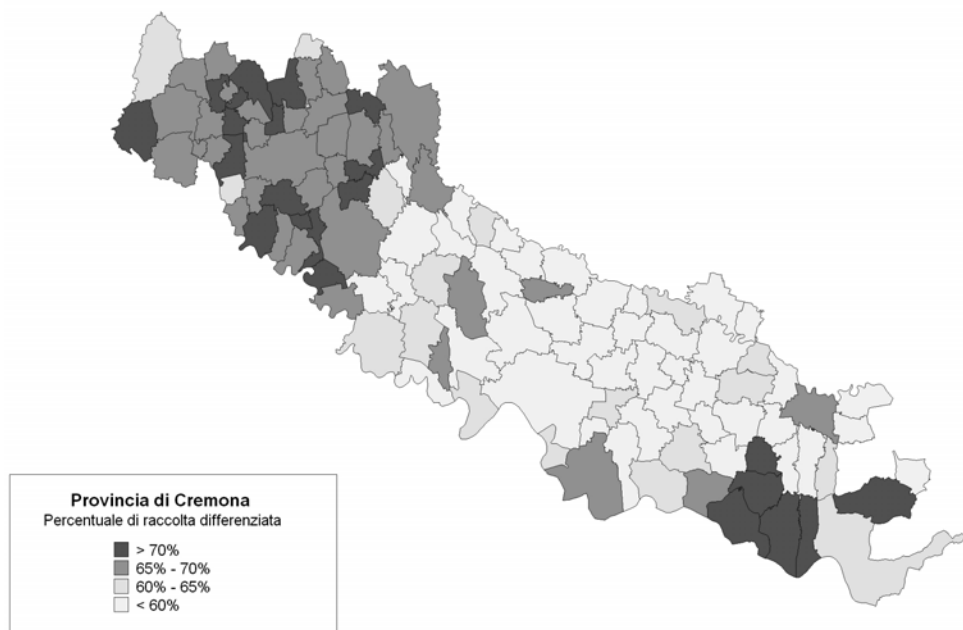 Provincia di Cremona
Percentuale di raccolta differenziata
> 70%
65% - 70%
60% - 65%
< 60%